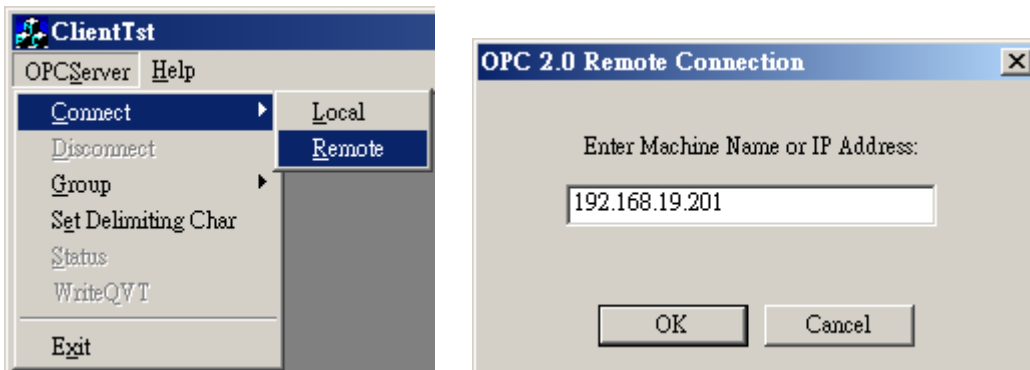 ClientTst
OPCServer Help
Connect
Local
Disconnect
Remote
Group
Set Delimiting Char
Status
WriteQVT
Exit
OPC 2.0 Remote Connection
Enter Machine Name or IP Address:
192.168.19.201
OK Cancel